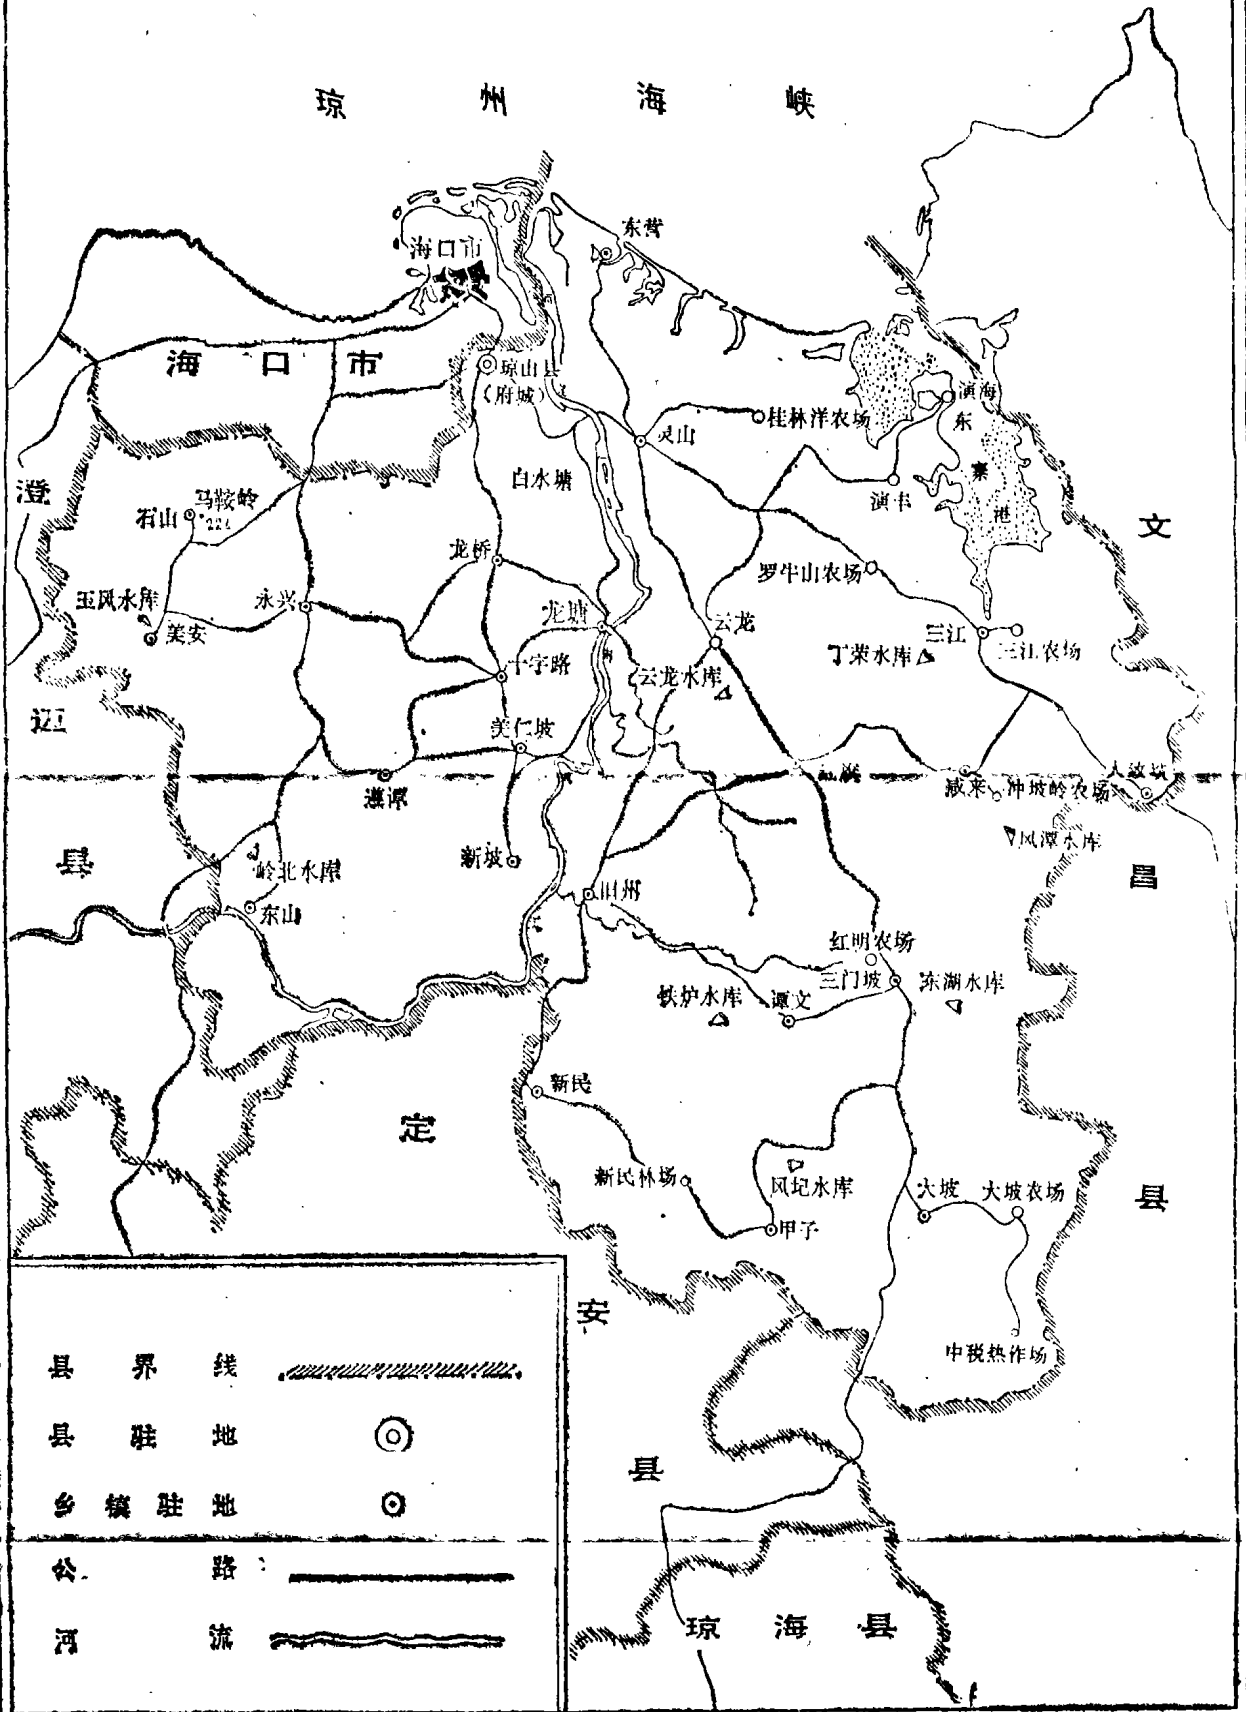 琼州海峡
东营
海口市
海口市
琼山县
（府城）
演海
桂林洋农场
东
灵山
白水塘
寨
演丰
港
澄
马鞍岭
石山
文
龙桥
罗牛山农场
永兴
美安
龙塘
云龙
三江
三江农场
丁荣水库
十字路
云龙水库
迈
美仁坡
遵谭
咸来
冲坡岭农场
大致坡
凤潭水库
新坡
县
岭北水库
昌
旧州
东山
红明农场
三门坡
东湖水库
铁炉水库
谭文
新民
定
新民林场
凤圮水库
大坡
大坡农场
县
甲子
安
中税热作场
县界线
县驻地
县
乡镇驻地
公路
河流
琼海县